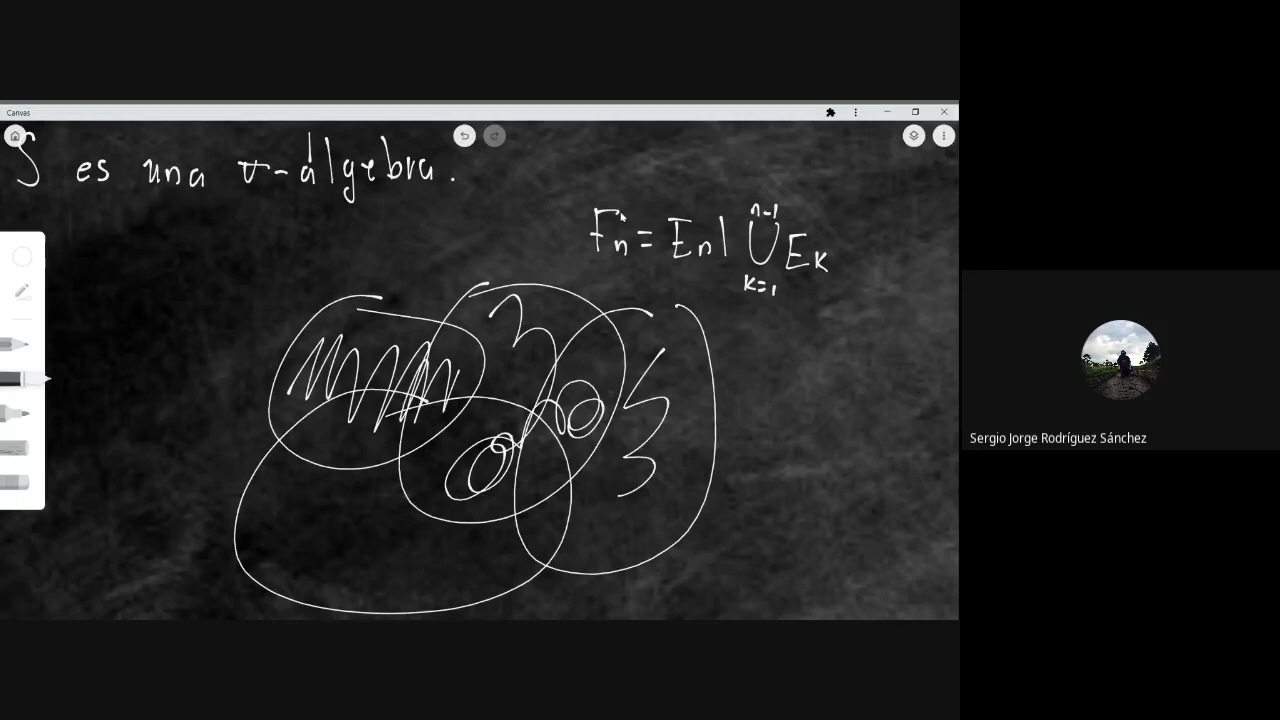 Canvas
S es una σ-álgebra.
Fn = En \ ⋃_{k=1}^{n-1} Ek
Sergio Jorge Rodríguez Sánchez